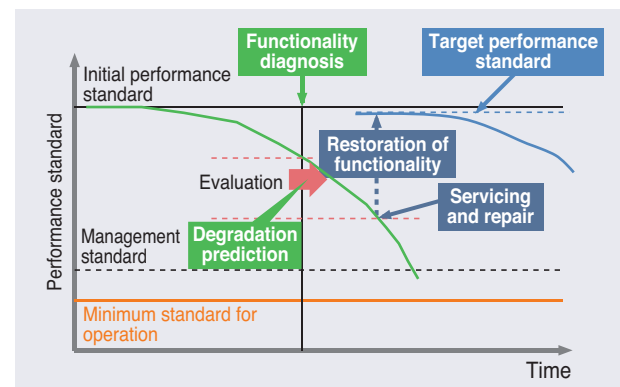 Functionality
diagnosis
Target performance
standard
Initial performance
standard
Restoration of
functionality
Evaluation
Servicing
and repair
Degradation
prediction
Management
standard
Minimum standard for
operation
Performance standard
Time